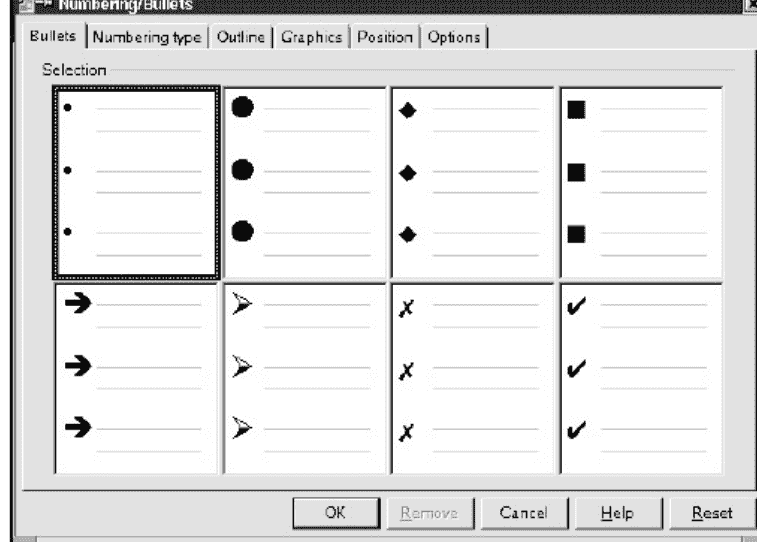 Numbering/Bullets
Bullets Numbering type Outline Graphics Position Options
Selection
OK Remove Cancel Help Reset